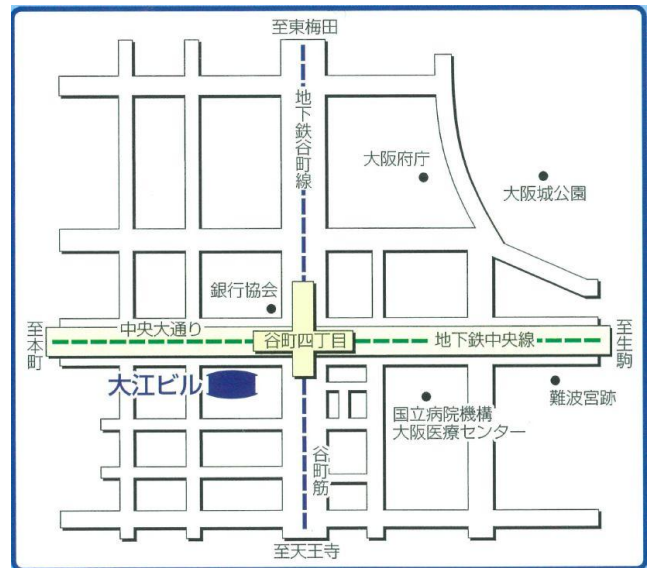 至東梅田
地下鉄谷町線
大阪府庁
大阪城公園
銀行協会
中央大通り
谷町四丁目
地下鉄中央線
至本町
至生駒
大江ビル
国立病院機構
大阪医療センター
難波宮跡
谷町筋
至天王寺